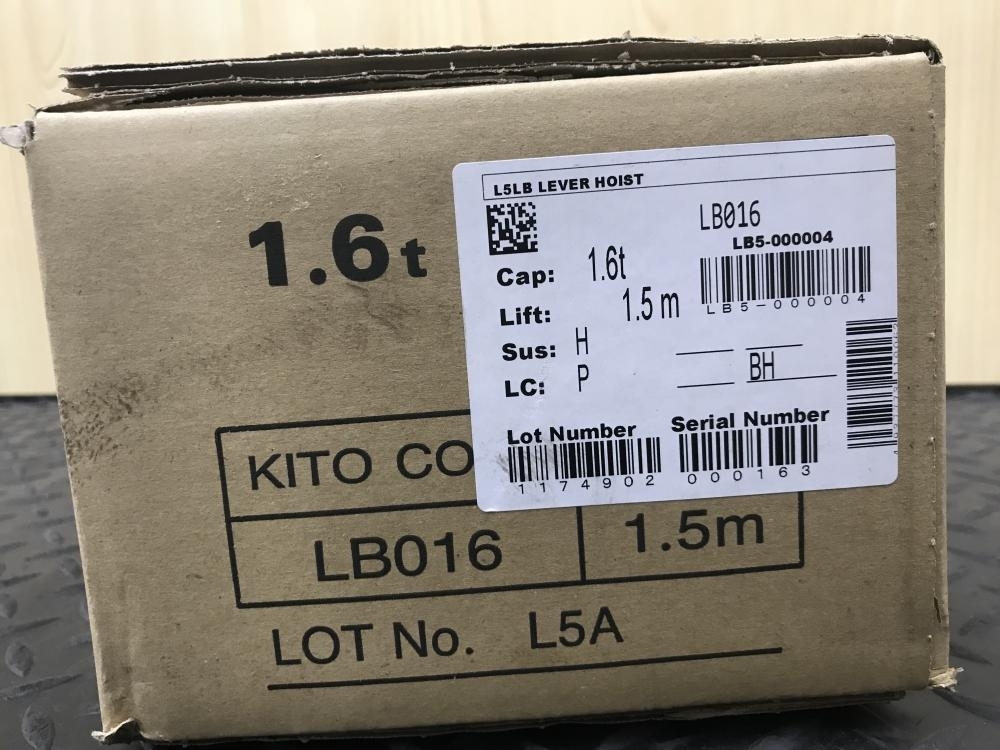 1.6t
L5LB LEVER HOIST
LB016
LB5-000004
Cap: 1.6t
LB5-000004
Lift: 1.5 m
Sus: H
LC: P BH
Lot Number Serial Number
1174902 000163
KITO CO
LB016 1.5m
LOT No. L5A